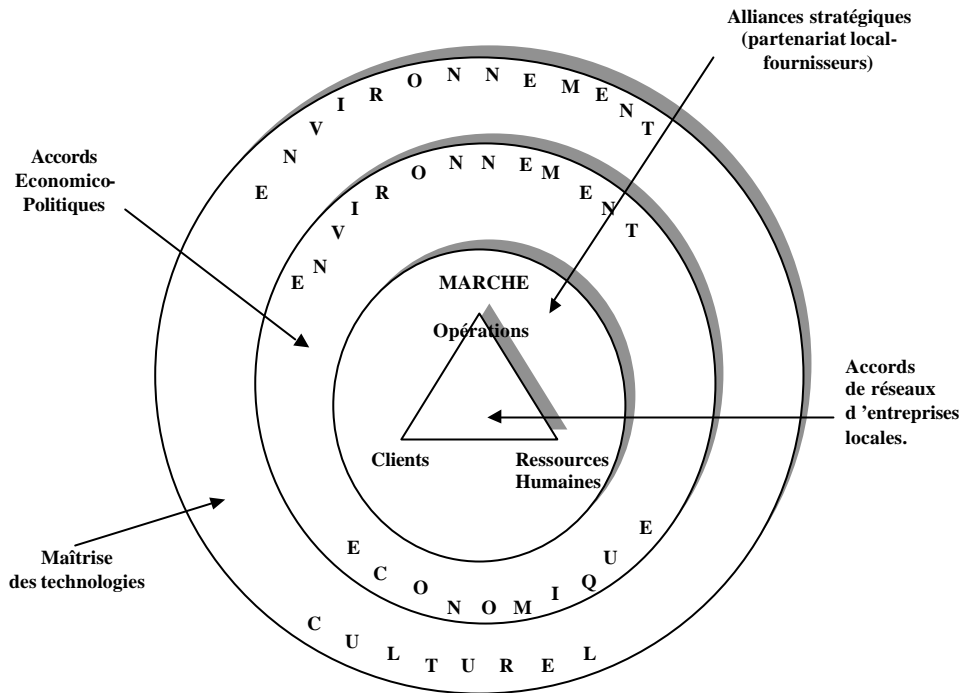 Alliances stratégiques
(partenariat local-
fournisseurs)
ENVIRONNEMENT
Accords
Economico-
Politiques
ENVIRONNEMENT
MARCHE
Opérations
Accords
de réseaux
d ’entreprises
locales.
Clients
Ressources
Humaines
Maîtrise
des technologies
ECONOMIQUE
CULTUREL